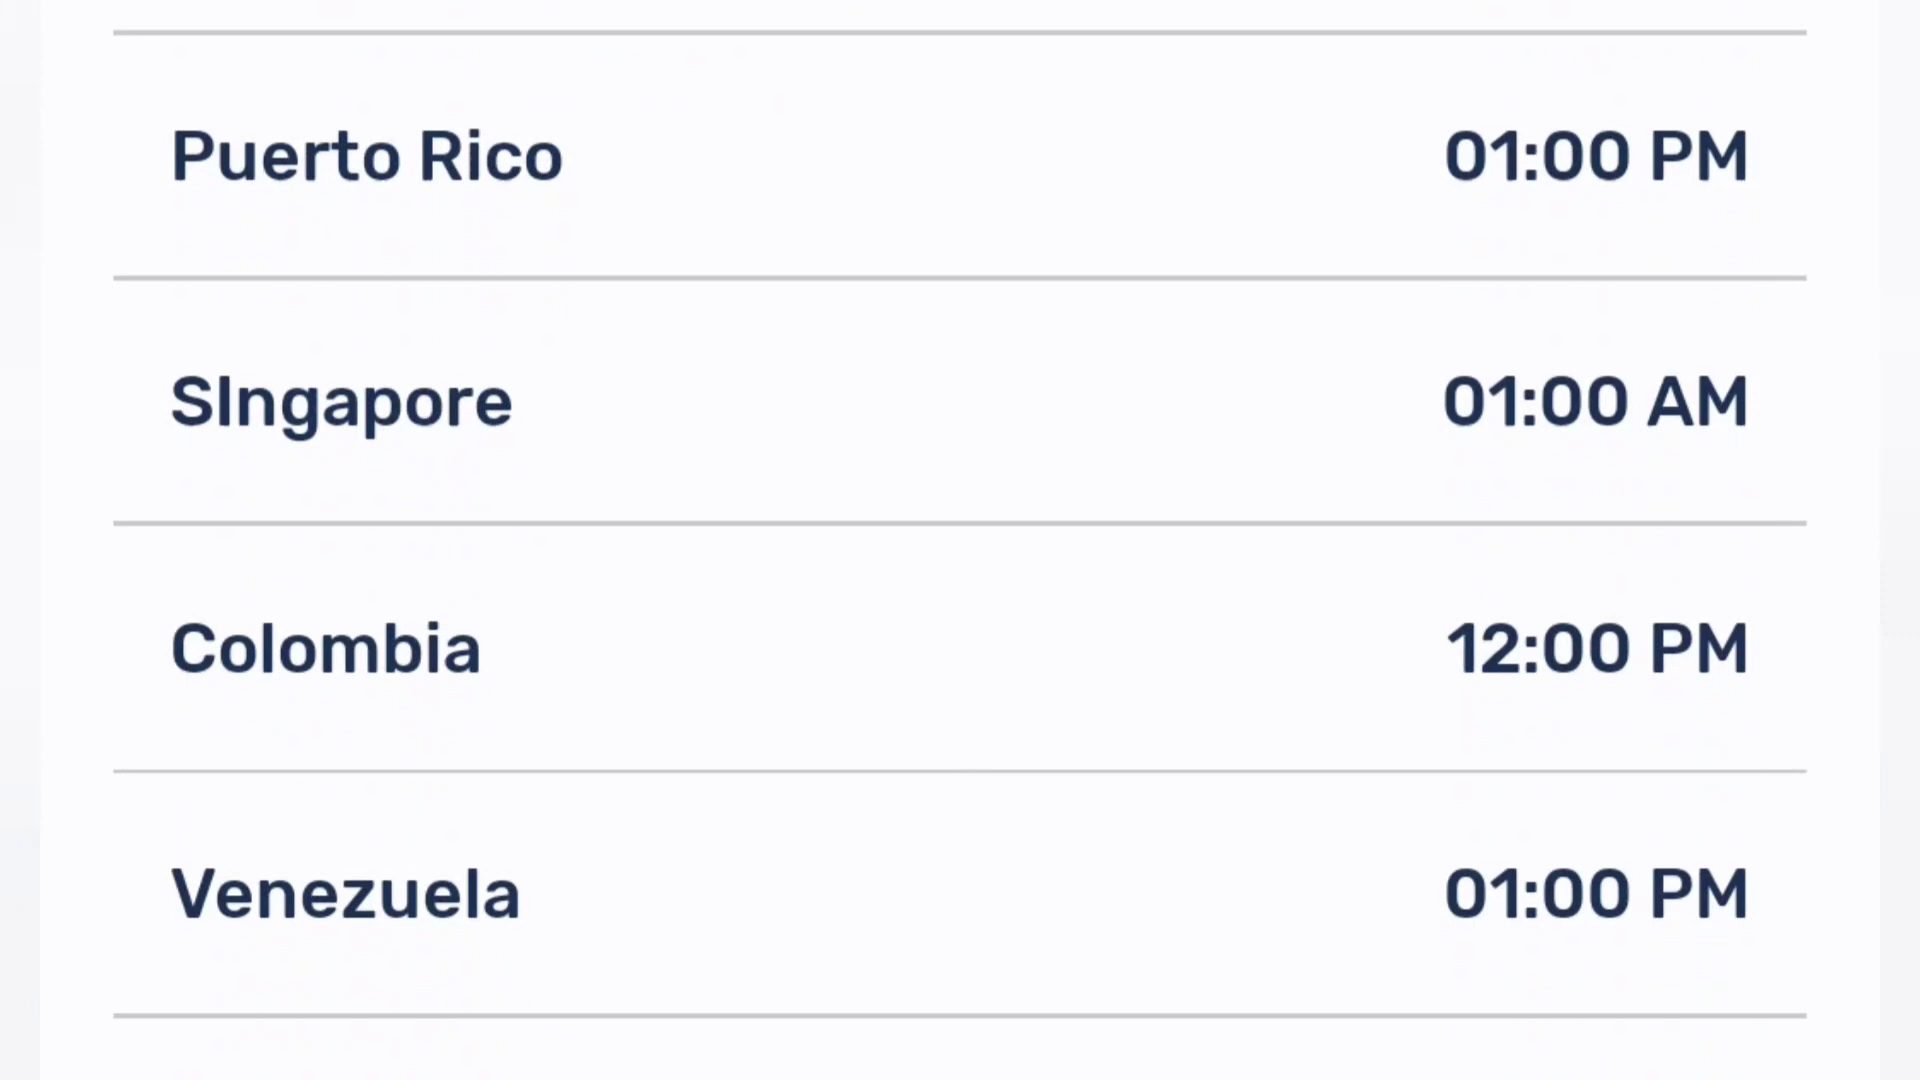 Puerto Rico 01:00 PM
SIngapore 01:00 AM
Colombia 12:00 PM
Venezuela 01:00 PM